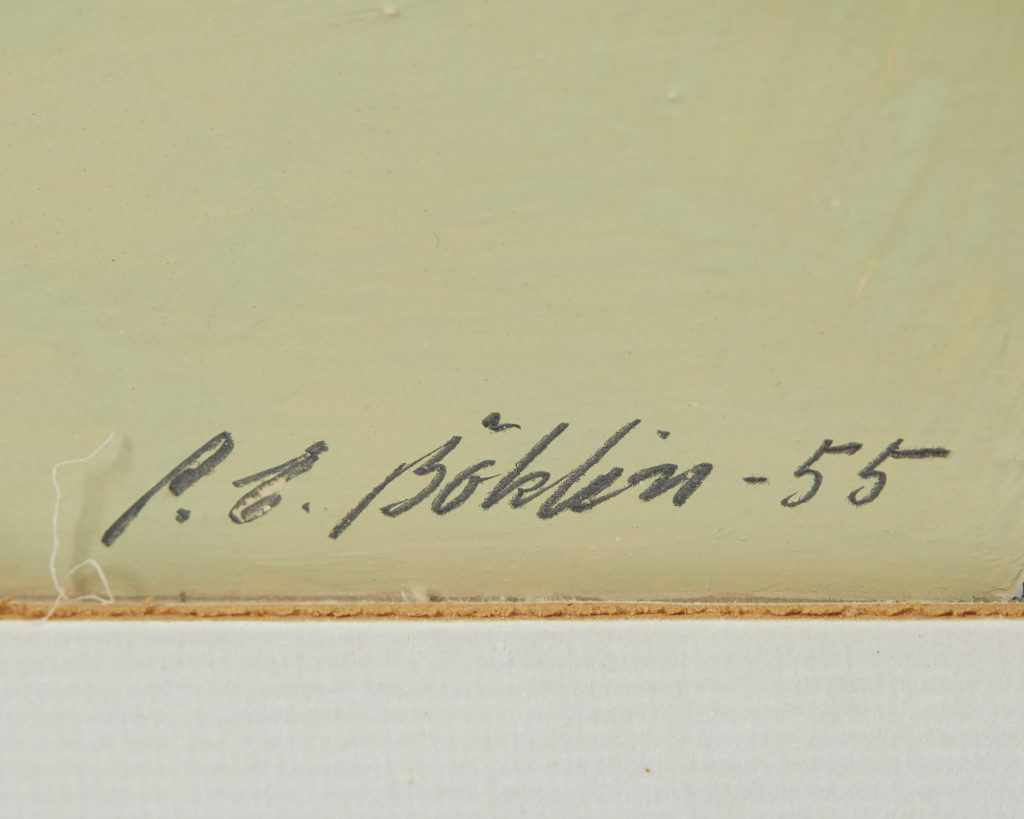 P. E. Böklin - 55